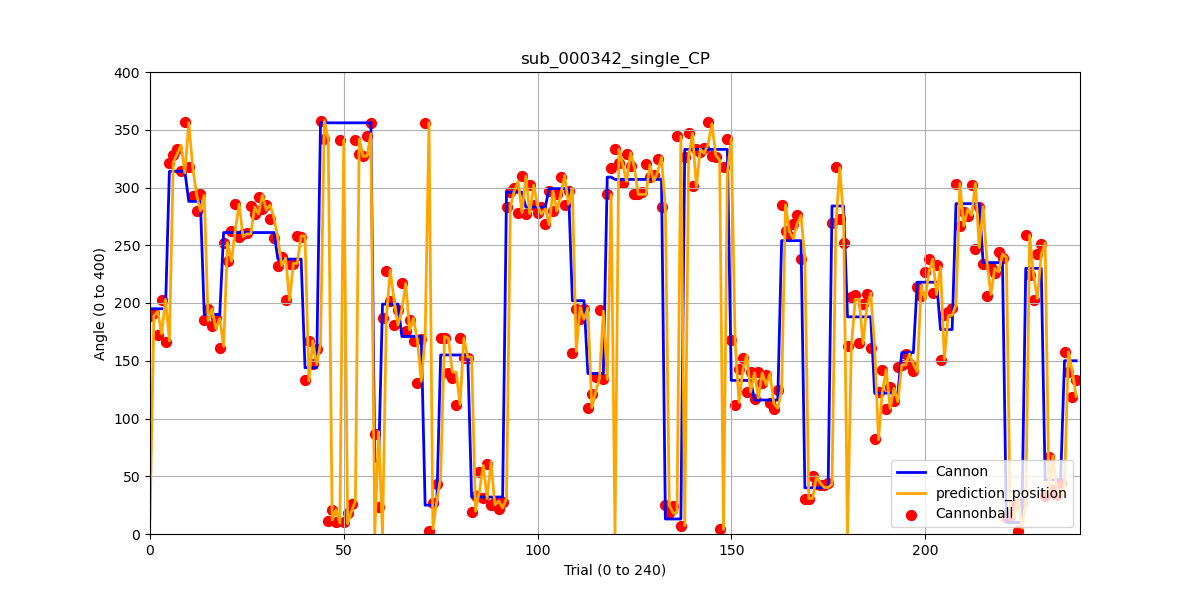 sub_000342_single_CP
400
350
300
250
200
150
100
50
0
Angle (0 to 400)
0 50 100 150 200
Trial (0 to 240)
Cannon
prediction_position
Cannonball